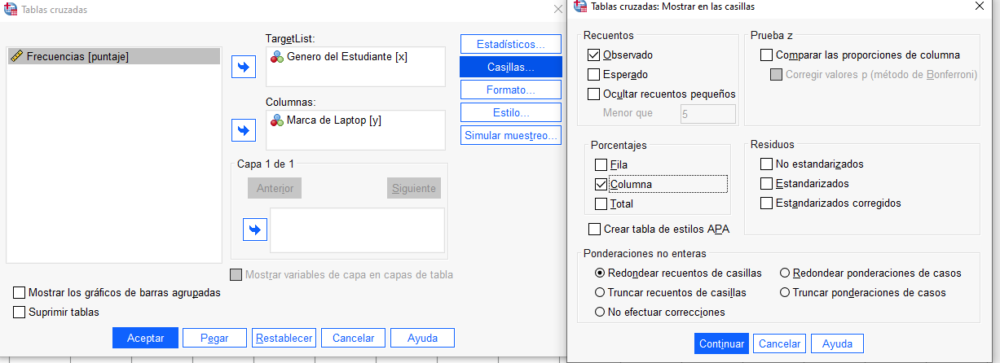 Tablas cruzadas
Frecuencias [puntaje]
TargetList:
Genero del Estudiante [x]
Columnas:
Marca de Laptop [y]
Capa 1 de 1
Anterior
Siguiente
Mostrar variables de capa en capas de tabla
Estadísticos...
Casillas...
Formato...
Estilo...
Simular muestreo...
Mostrar los gráficos de barras agrupadas
Suprimir tablas
Aceptar
Pegar
Restablecer
Cancelar
Ayuda
Tablas cruzadas: Mostrar en las casillas
Recuentos
Observado
Esperado
Ocultar recuentos pequeños
Menor que
5
Prueba z
Comparar las proporciones de columna
Corregir valores p (método de Bonferroni)
Porcentajes
Fila
Columna
Total
Residuos
No estandarizados
Estandarizados
Estandarizados corregidos
Crear tabla de estilos APA
Ponderaciones no enteras
Redondear recuentos de casillas
Redondear ponderaciones de casos
Truncar recuentos de casillas
Truncar ponderaciones de casos
No efectuar correcciones
Continuar
Cancelar
Ayuda